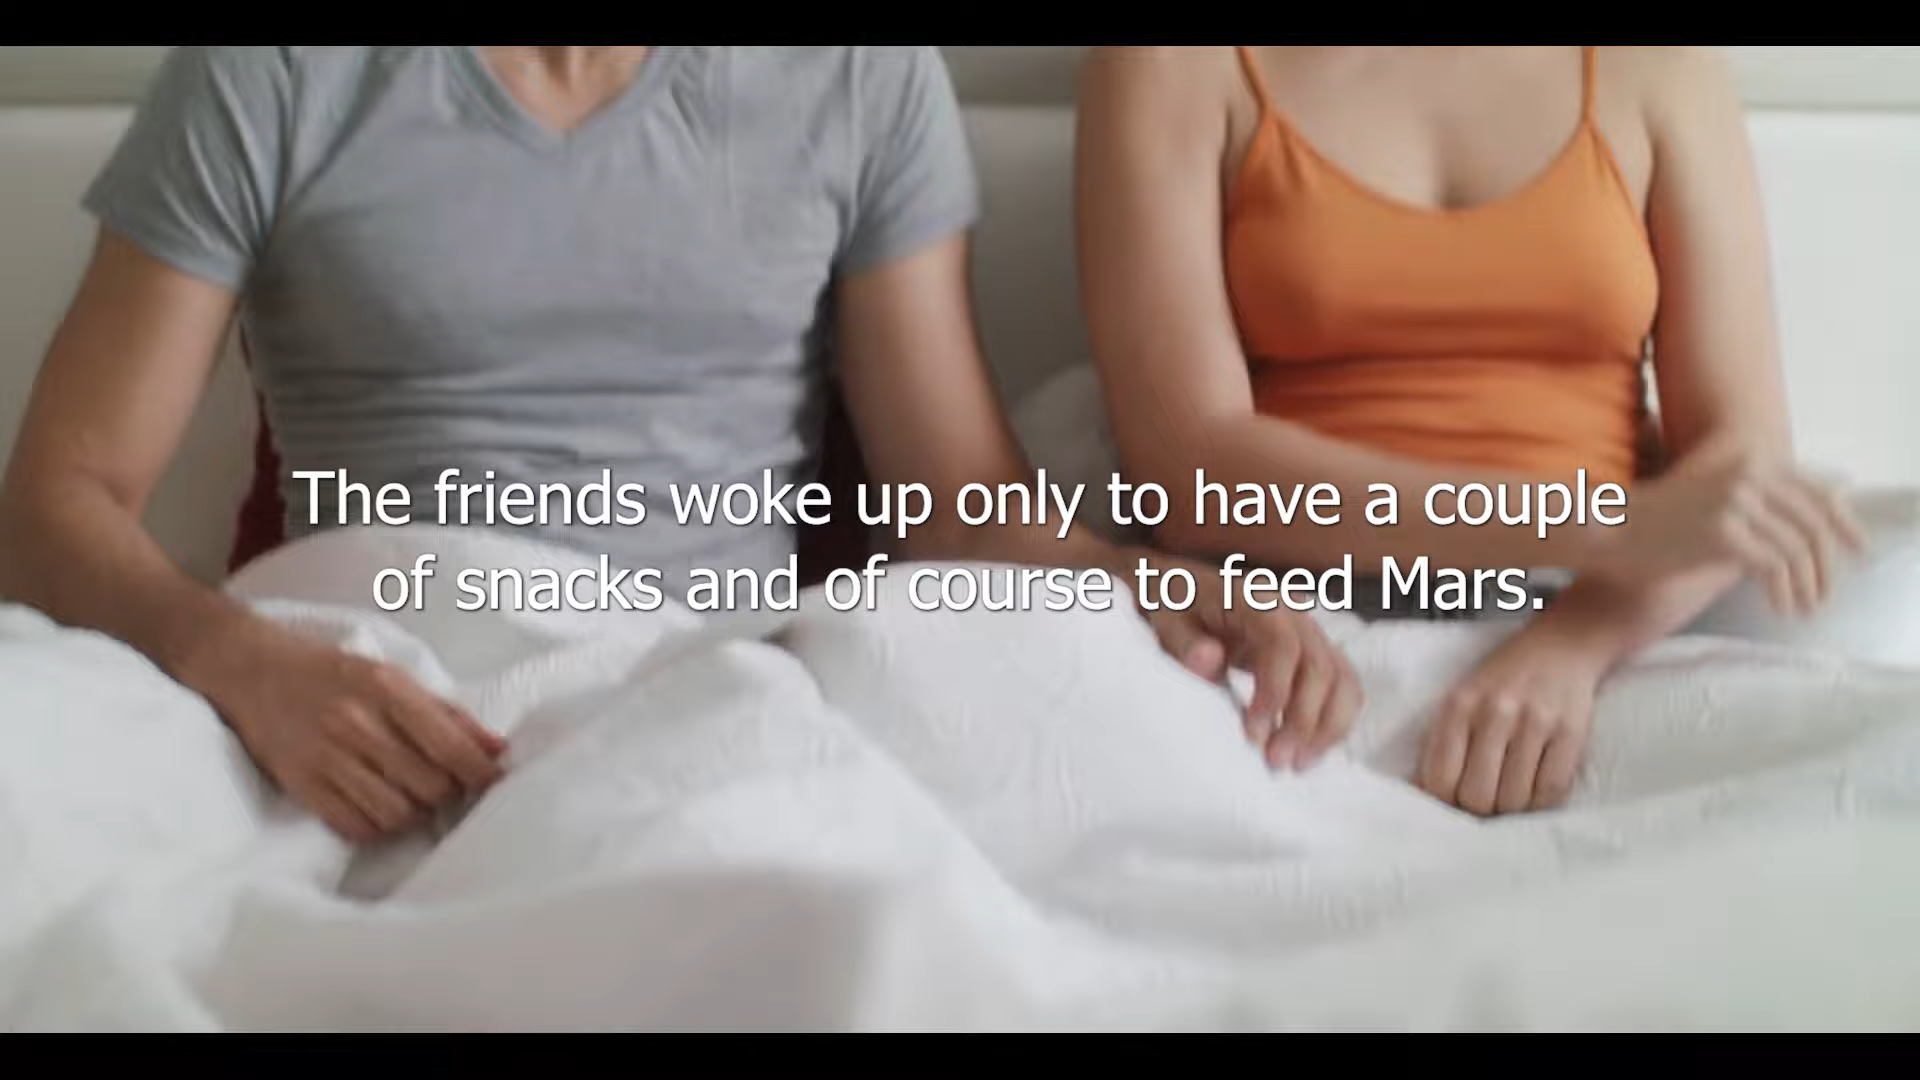 The friends woke up only to have a couple
of snacks and of course to feed Mars.